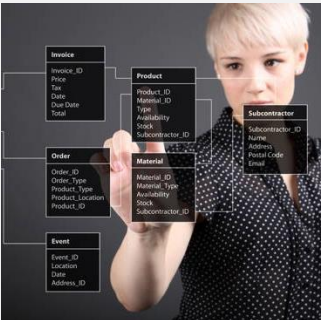 Invoice
Invoice_ID
Price
Tax
Date
Due Date
Total
Product
Product_ID
Material_ID
Type
Availability
Stock
Subcontractor_ID
Subcontractor
Subcontractor_ID
Name
Address
Postal Code
Email
Order
Order_ID
Order_Type
Product_Type
Product_Location
Product_ID
Material
Material_ID
Material_Type
Availability
Stock
Subcontractor_ID
Event
Event_ID
Location
Date
Address_ID